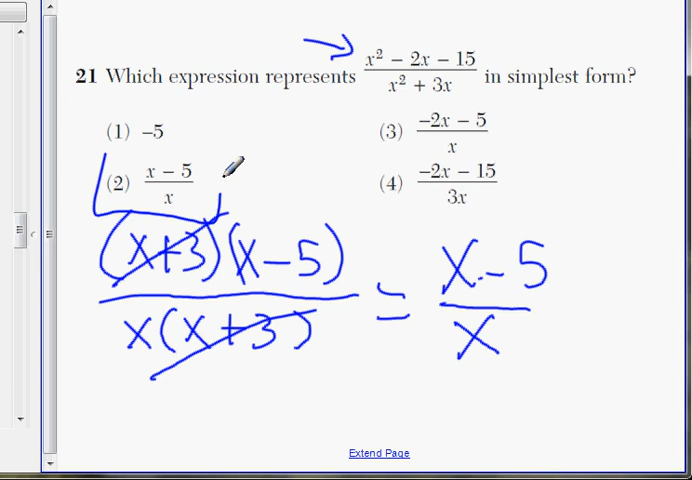 21 Which expression represents x² − 2x − 15 / x² + 3x in simplest form?
(1) –5
(3) −2x − 5 / x
(2) x − 5 / x
(4) −2x − 15 / 3x
(x+3)(x−5) / x(x+3) = x−5 / x
Extend Page